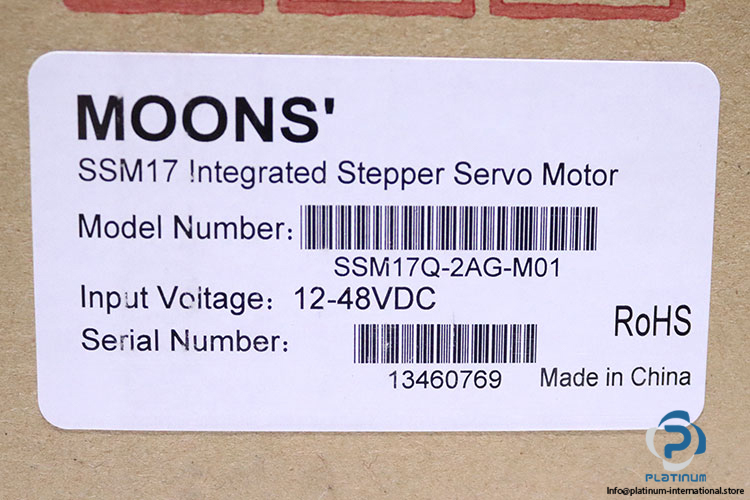 MOONS'
SSM17 Integrated Stepper Servo Motor
Model Number:
SSM17Q-2AG-M01
Input Voltage: 12-48VDC
RoHS
Serial Number:
13460769 Made in China
PLATINUM
Info@platinum-international.store